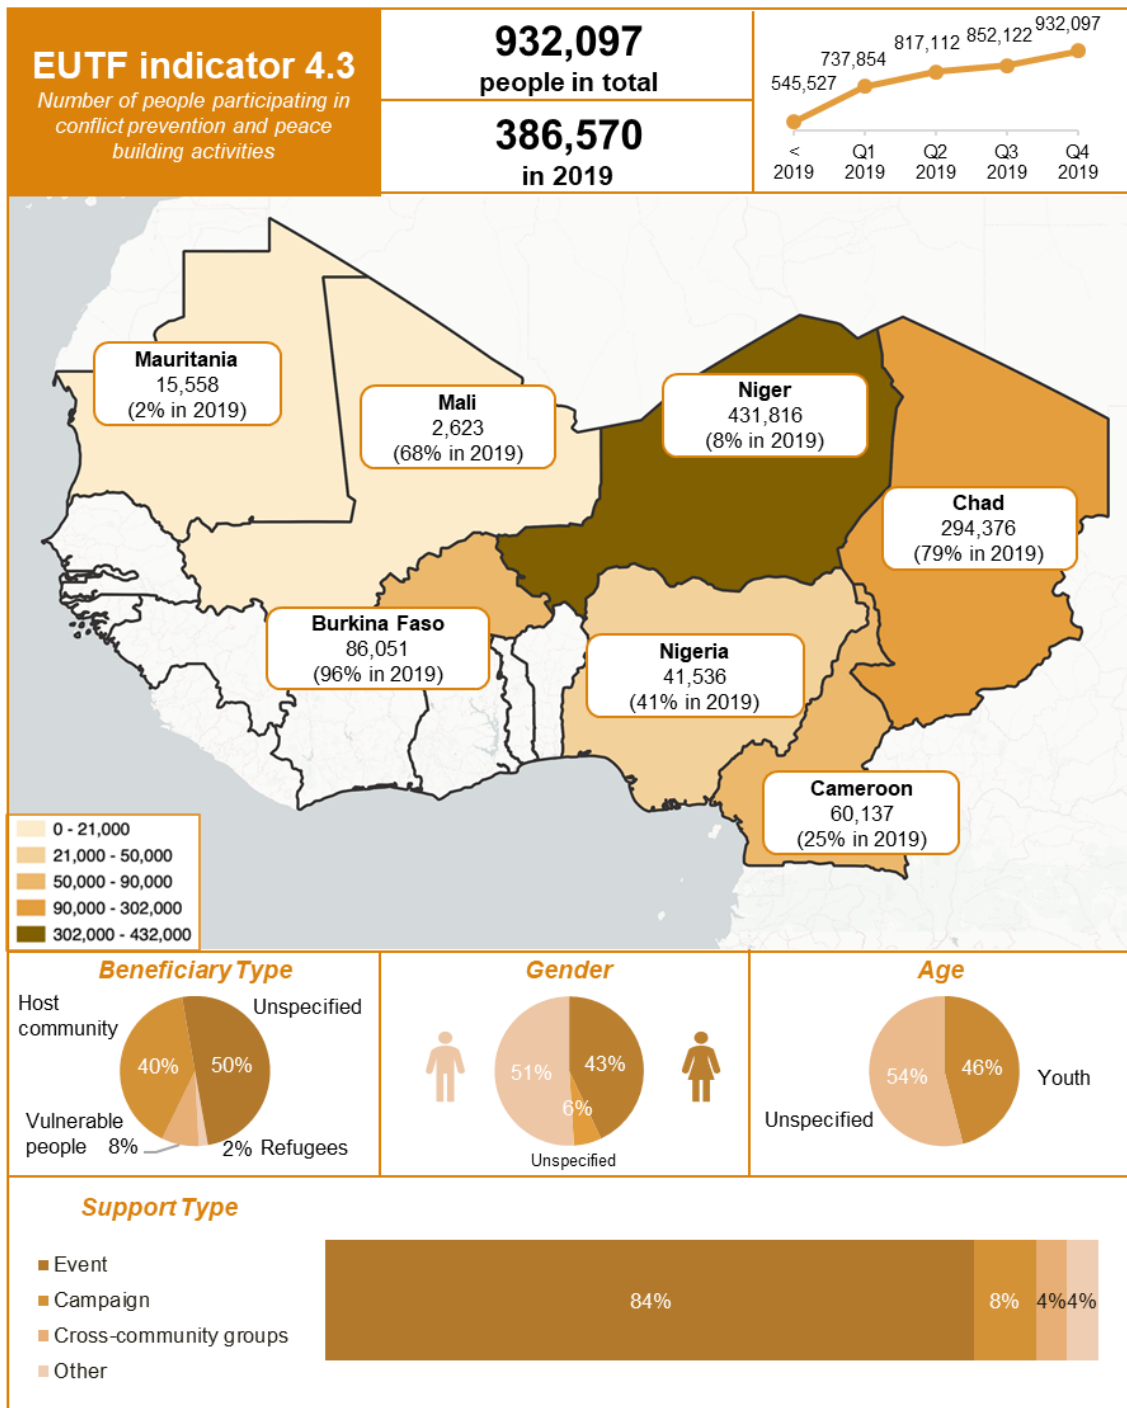 EUTF indicator 4.3
Number of people participating in
conflict prevention and peace
building activities
932,097
people in total
386,570
in 2019
545,527
737,854
817,112
852,122
932,097
<
2019
Q1
2019
Q2
2019
Q3
2019
Q4
2019
Mauritania
15,558
(2% in 2019)
Mali
2,623
(68% in 2019)
Niger
431,816
(8% in 2019)
Chad
294,376
(79% in 2019)
Burkina Faso
86,051
(96% in 2019)
Nigeria
41,536
(41% in 2019)
Cameroon
60,137
(25% in 2019)
0 - 21,000
21,000 - 50,000
50,000 - 90,000
90,000 - 302,000
302,000 - 432,000
Beneficiary Type
Host
community
Unspecified
40%
50%
Vulnerable
people
8%
2%
Refugees
Gender
51%
43%
6%
Unspecified
Age
54%
46%
Youth
Unspecified
Support Type
Event
Campaign
Cross-community groups
Other
84%
8%
4%
4%